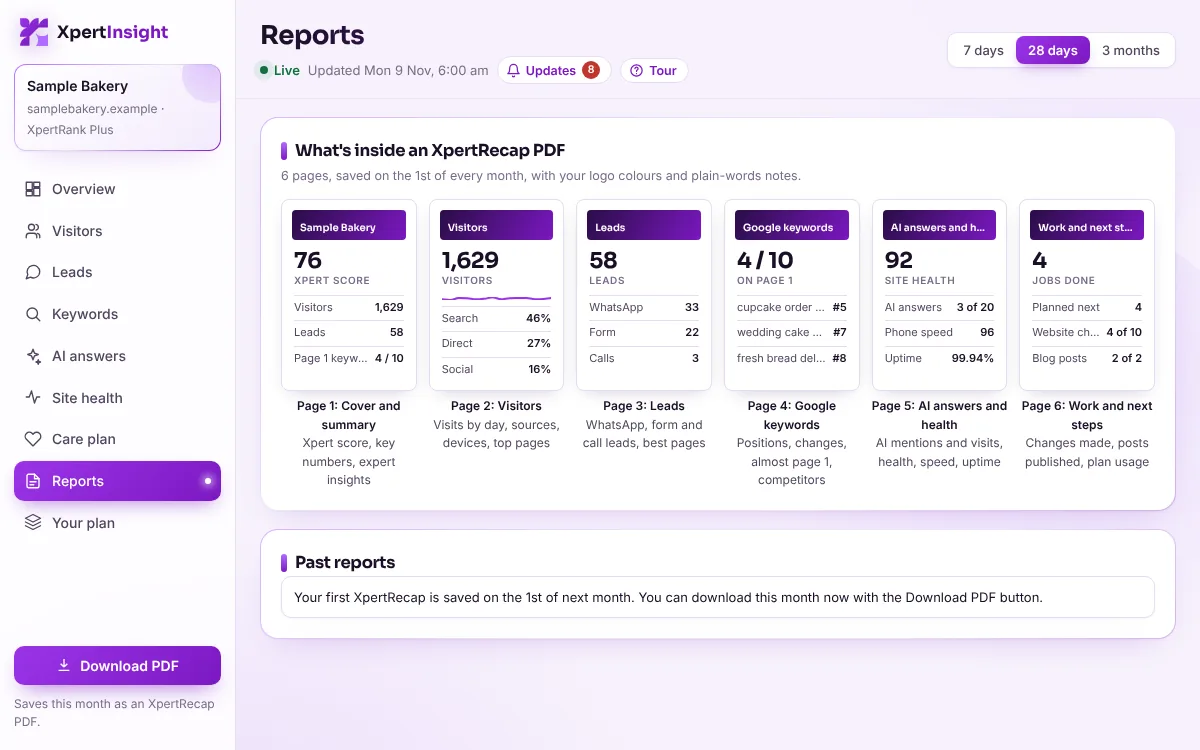 XpertInsight
Sample Bakery
samplebakery.example ·
XpertRank Plus
Overview
Visitors
Leads
Keywords
AI answers
Site health
Care plan
Reports
Your plan
Download PDF
Saves this month as an XpertRecap
PDF.
Reports
Live Updated Mon 9 Nov, 6:00 am
Updates 8
Tour
7 days 28 days 3 months
What's inside an XpertRecap PDF
6 pages, saved on the 1st of every month, with your logo colours and plain-words notes.
Sample Bakery
76
XPERT SCORE
Visitors 1,629
Leads 58
Page 1 keyw... 4 / 10
Page 1: Cover and
summary
Xpert score, key
numbers, expert
insights
Visitors
1,629
VISITORS
Search 46%
Direct 27%
Social 16%
Page 2: Visitors
Visits by day, sources,
devices, top pages
Leads
58
LEADS
WhatsApp 33
Form 22
Calls 3
Page 3: Leads
WhatsApp, form and
call leads, best pages
Google keywords
4 / 10
ON PAGE 1
cupcake order ... #5
wedding cake ... #7
fresh bread del... #8
Page 4: Google
keywords
Positions, changes,
almost page 1,
competitors
AI answers and h...
92
SITE HEALTH
AI answers 3 of 20
Phone speed 96
Uptime 99.94%
Page 5: AI answers and
health
AI mentions and visits,
health, speed, uptime
Work and next st...
4
JOBS DONE
Planned next 4
Website ch... 4 of 10
Blog posts 2 of 2
Page 6: Work and next
steps
Changes made, posts
published, plan usage
Past reports
Your first XpertRecap is saved on the 1st of next month. You can download this month now with the Download PDF button.